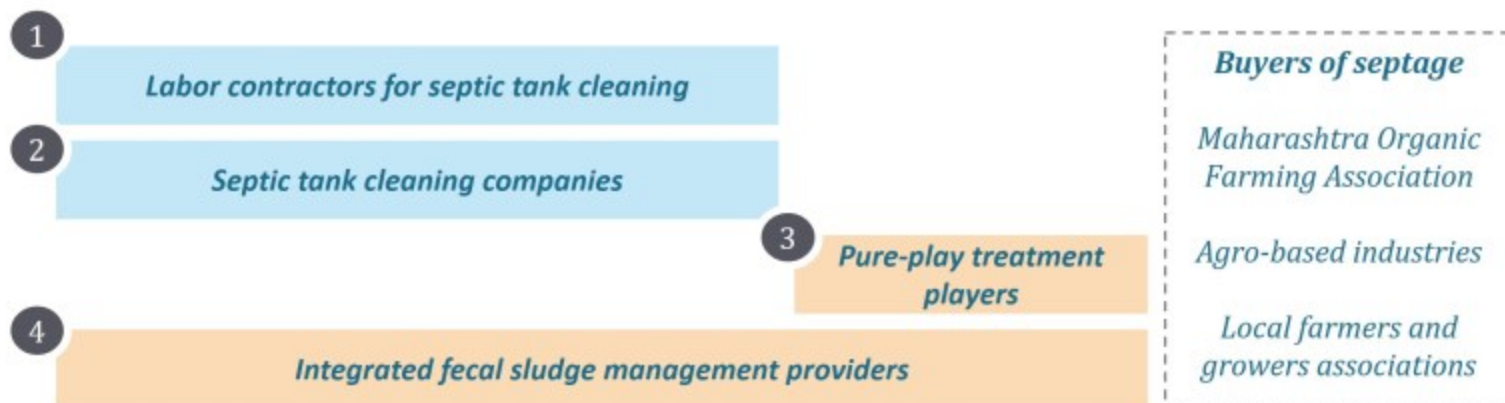 1
Labor contractors for septic tank cleaning
2
Septic tank cleaning companies
3
Pure-play treatment
players
4
Integrated fecal sludge management providers
Buyers of septage
Maharashtra Organic
Farming Association
Agro-based industries
Local farmers and
growers associations